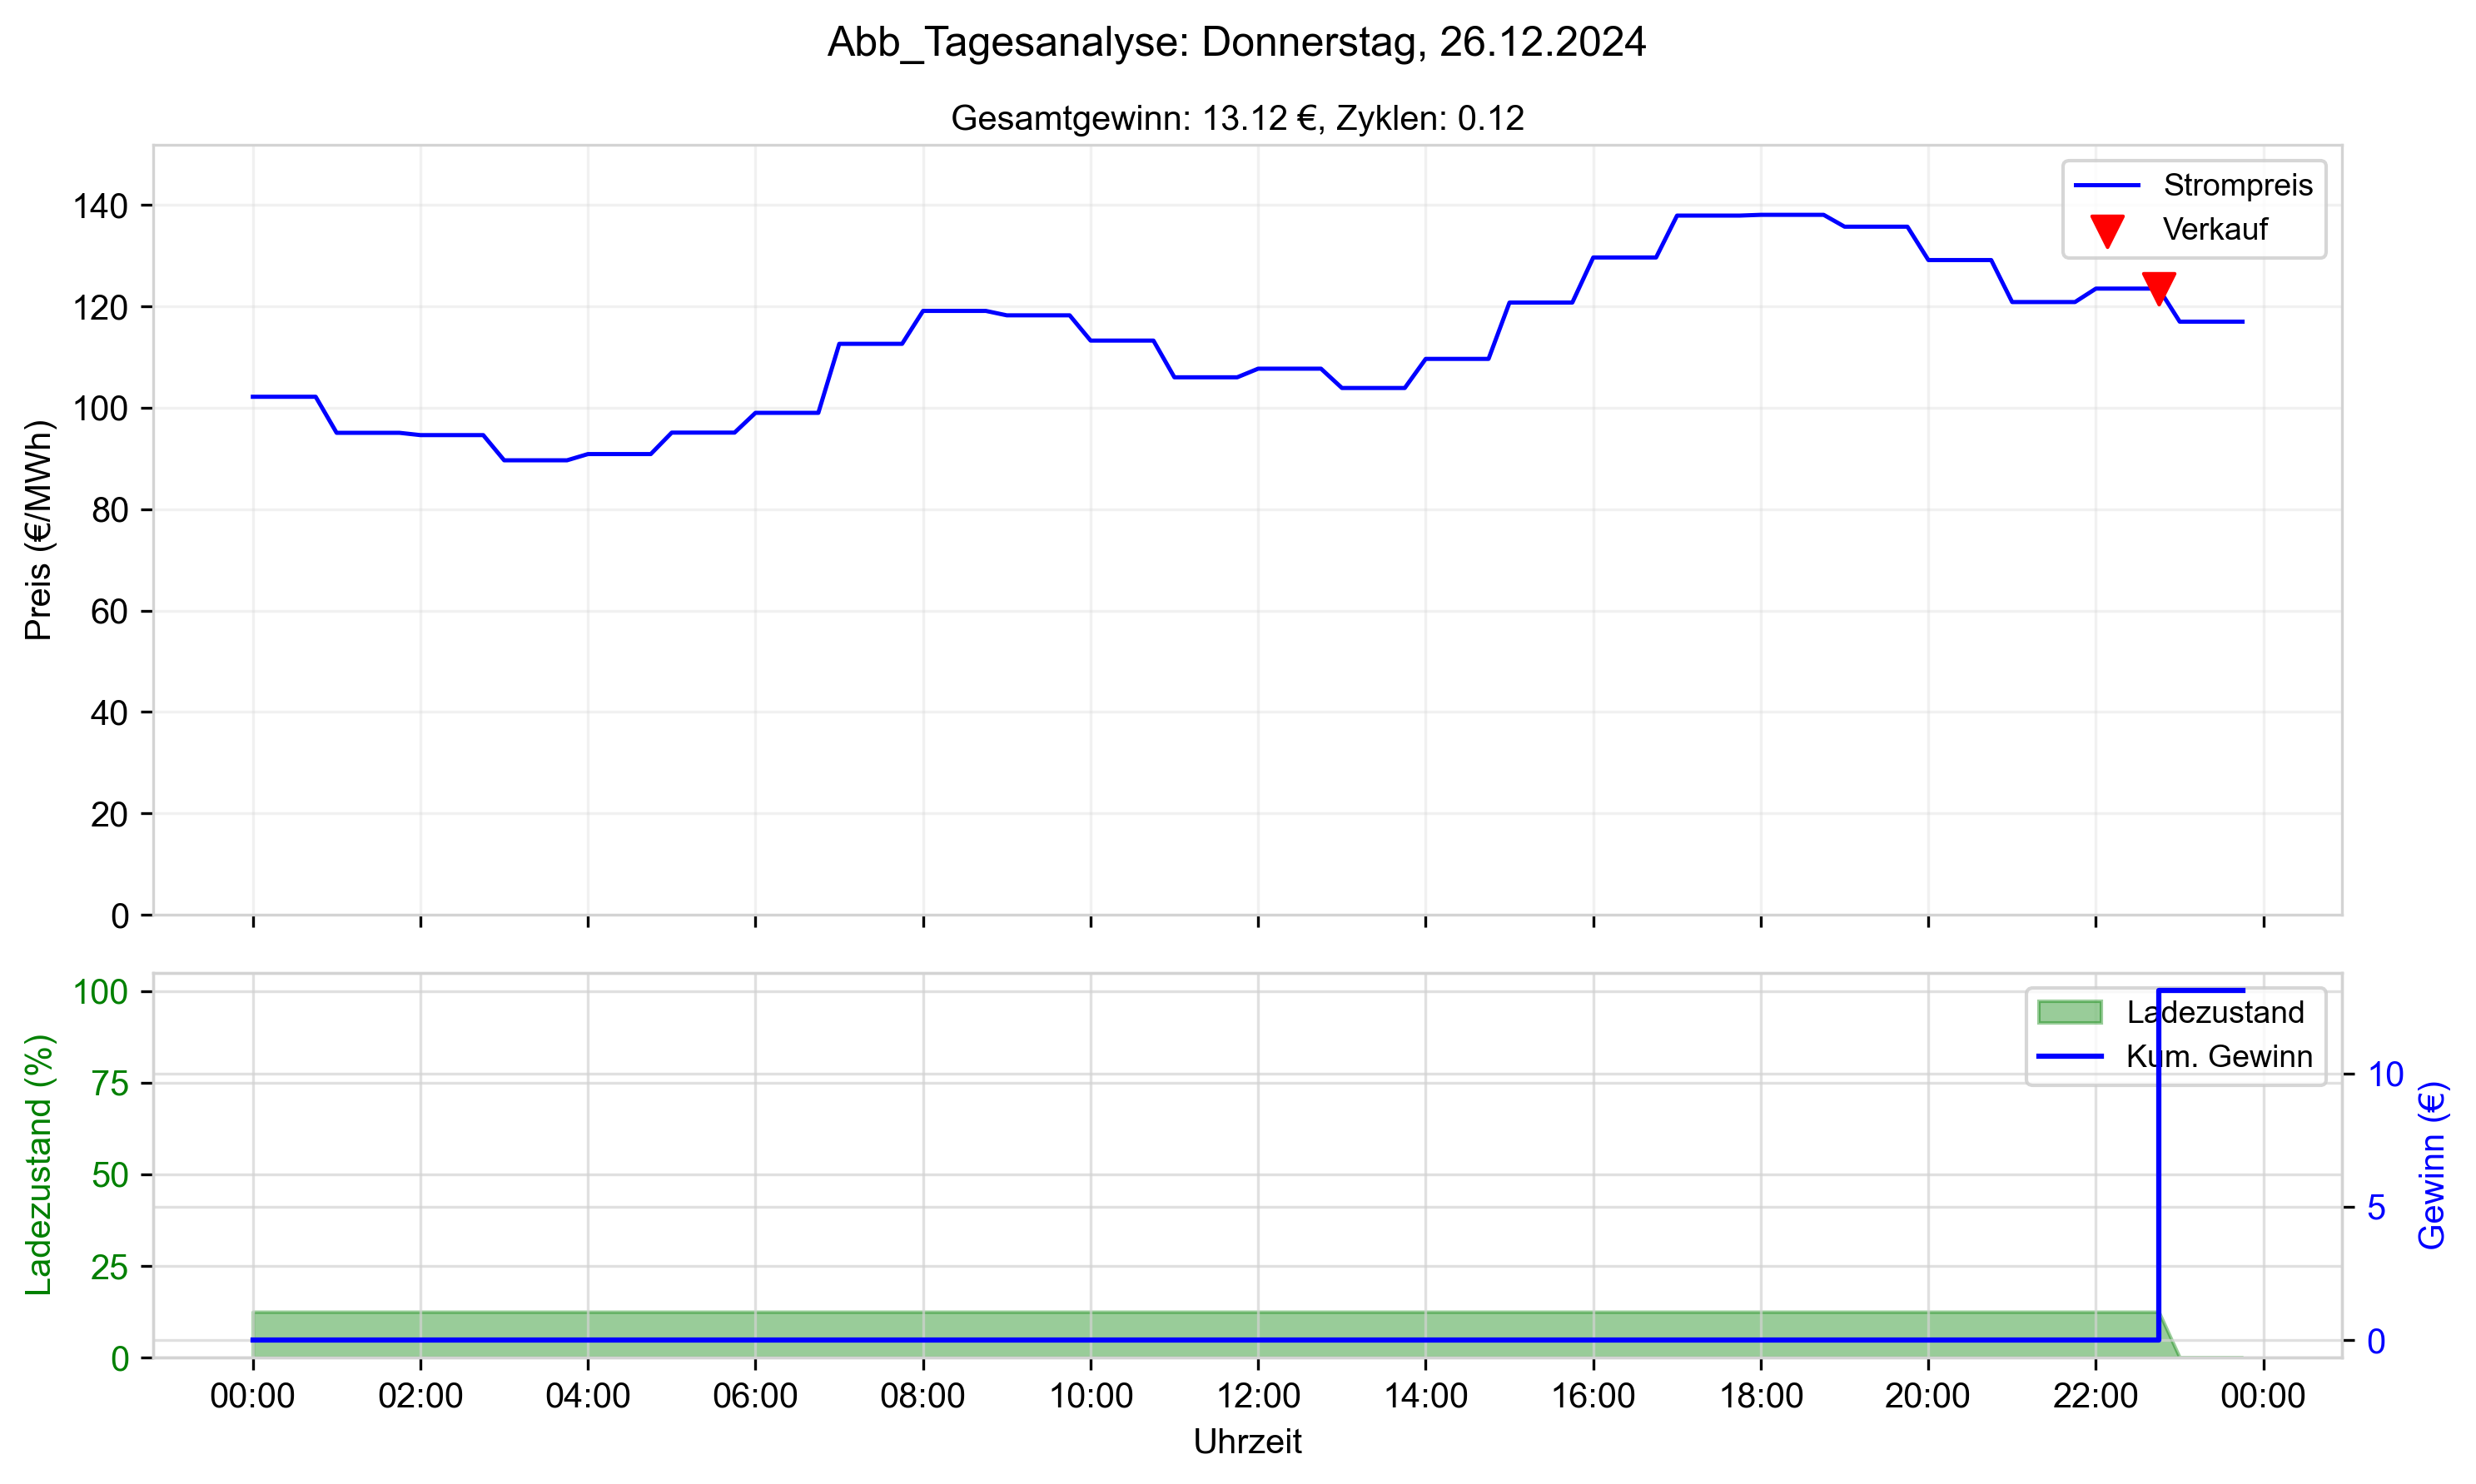 Abb_Tagesanalyse: Donnerstag, 26.12.2024
Gesamtgewinn: 13.12 €, Zyklen: 0.12
Preis (€/MWh)
140
120
100
80
60
40
20
0
Strompreis
Verkauf
Ladezustand (%)
100
75
50
25
0
Ladezustand
Kum. Gewinn
10
5
0
Gewinn (€)
00:00 02:00 04:00 06:00 08:00 10:00 12:00 14:00 16:00 18:00 20:00 22:00 00:00
Uhrzeit